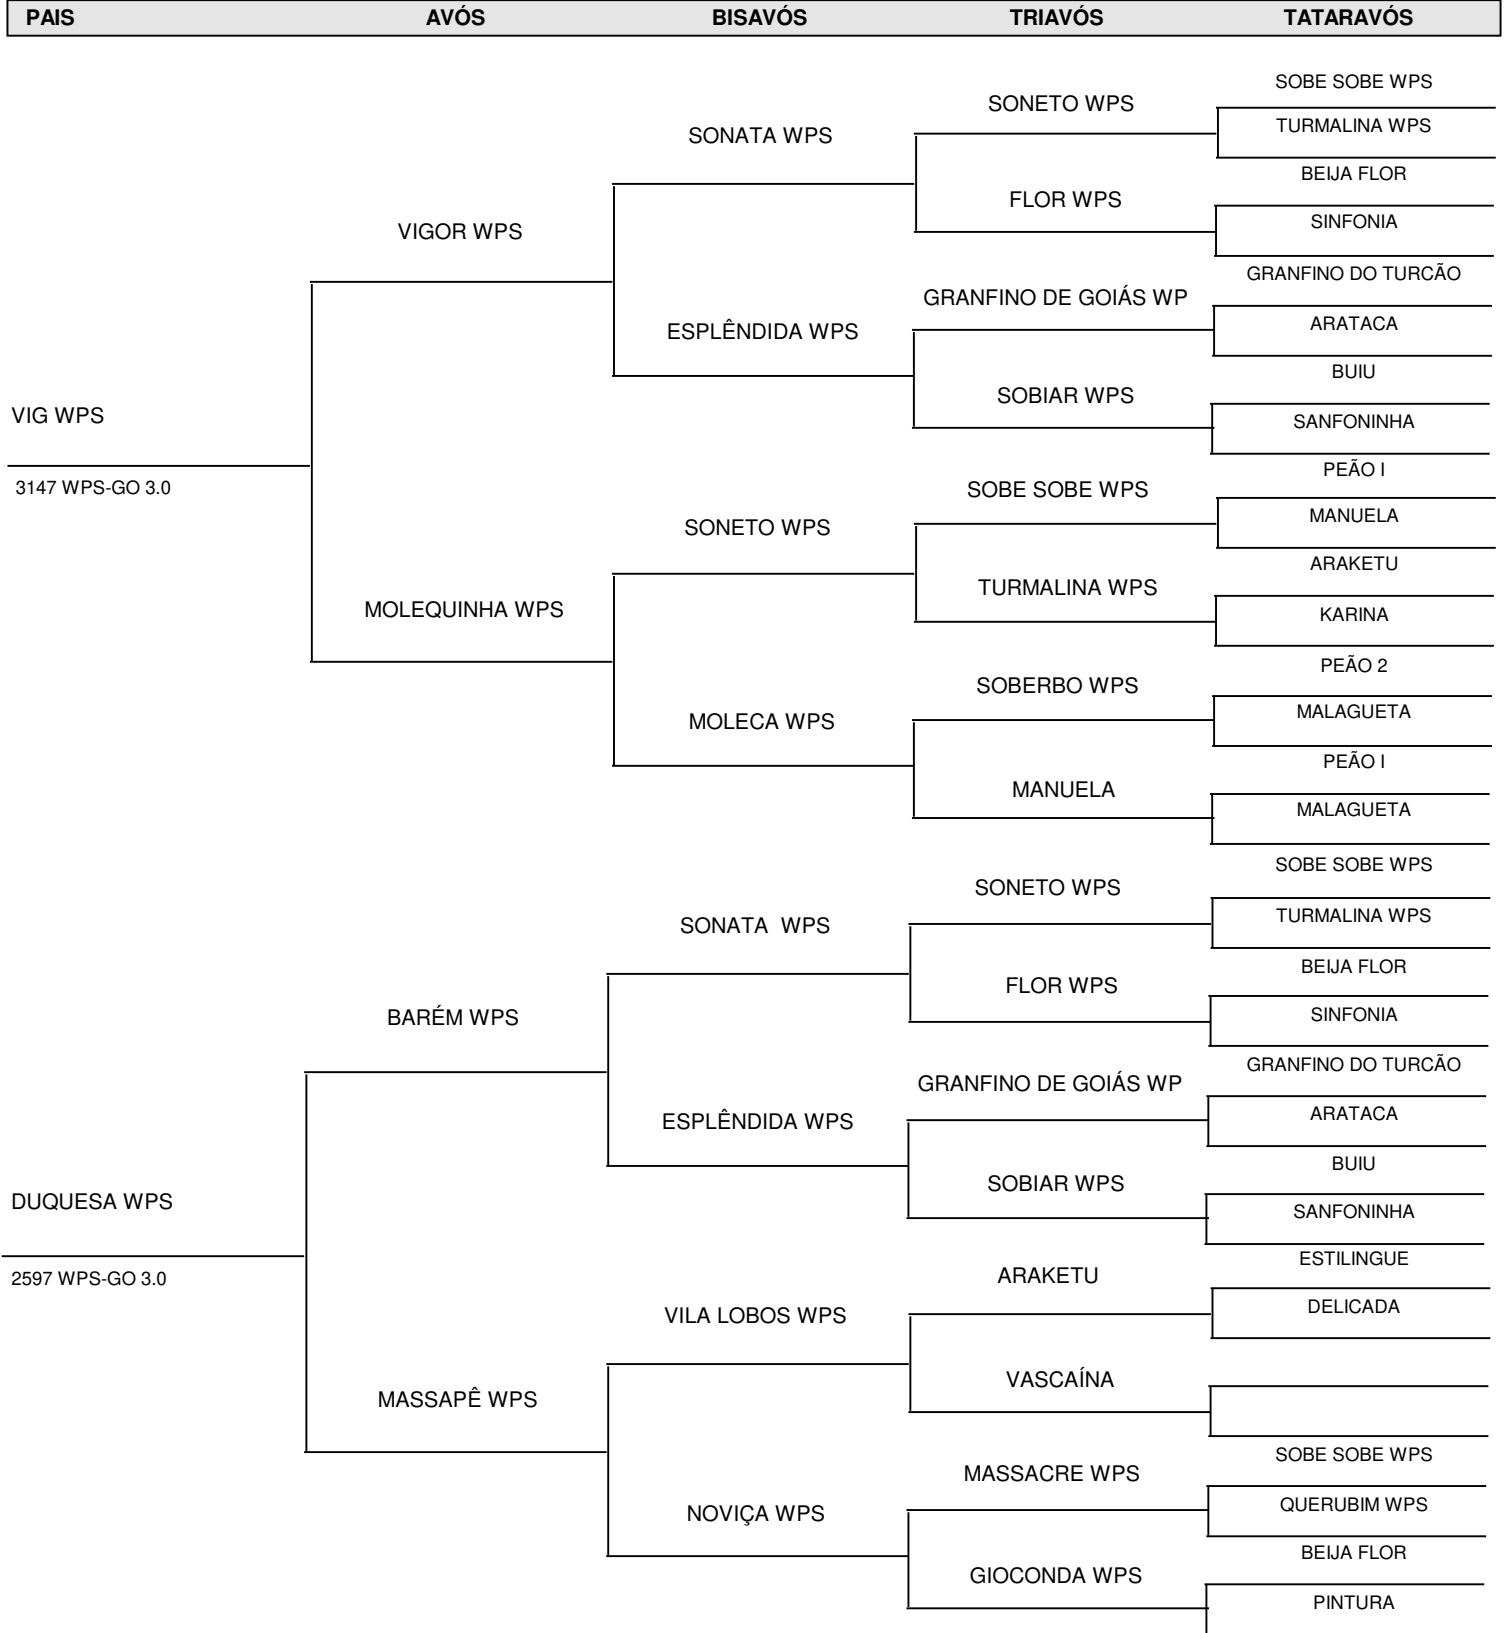 PAIS AVÓS BISAVÓS TRIAVÓS TATARAVÓS
SOBE SOBE WPS
SONETO WPS
TURMALINA WPS
SONATA WPS
BEIJA FLOR
FLOR WPS
SINFONIA
VIGOR WPS
GRANFINO DO TURCÃO
GRANFINO DE GOIÁS WP
ARATACA
ESPLÊNDIDA WPS
BUIU
SOBIAR WPS
VIG WPS
SANFONINHA
PEÃO I
3147 WPS-GO 3.0
SOBE SOBE WPS
MANUELA
SONETO WPS
ARAKETU
TURMALINA WPS
MOLEQUINHA WPS
KARINA
PEÃO 2
SOBERBO WPS
MALAGUETA
MOLECA WPS
PEÃO I
MANUELA
MALAGUETA
SOBE SOBE WPS
SONETO WPS
TURMALINA WPS
SONATA WPS
BEIJA FLOR
FLOR WPS
SINFONIA
BARÉM WPS
GRANFINO DO TURCÃO
GRANFINO DE GOIÁS WP
ARATACA
ESPLÊNDIDA WPS
BUIU
SOBIAR WPS
DUQUESA WPS
SANFONINHA
ESTILINGUE
2597 WPS-GO 3.0
ARAKETU
DELICADA
VILA LOBOS WPS
VASCAÍNA
MASSAPÊ WPS
SOBE SOBE WPS
MASSACRE WPS
QUERUBIM WPS
NOVIÇA WPS
BEIJA FLOR
GIOCONDA WPS
PINTURA